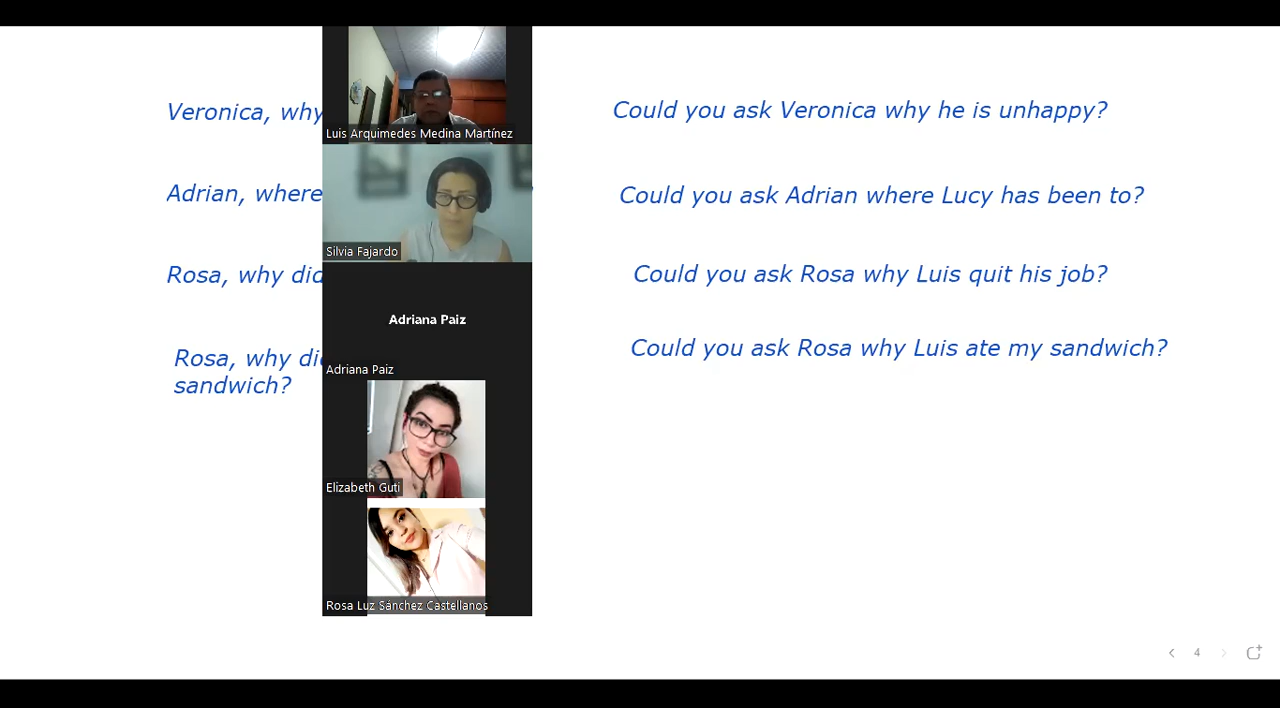 Veronica, why
Could you ask Veronica why he is unhappy?
Adrian, where
Could you ask Adrian where Lucy has been to?
Rosa, why did
Could you ask Rosa why Luis quit his job?
Rosa, why did
sandwich?
Could you ask Rosa why Luis ate my sandwich?
Luis Arquimedes Medina Martínez
Silvia Fajardo
Adriana Paiz
Adriana Paiz
Elizabeth Guti
Rosa Luz Sánchez Castellanos
4